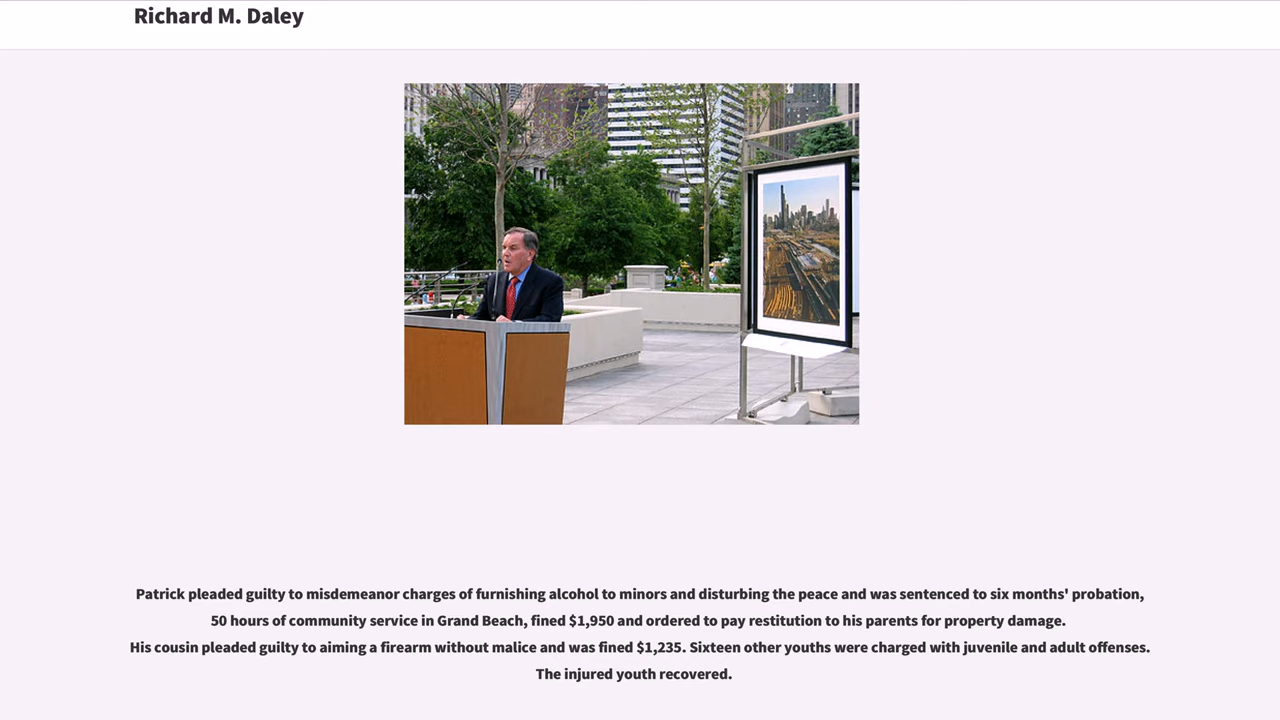 Richard M. Daley
Patrick pleaded guilty to misdemeanor charges of furnishing alcohol to minors and disturbing the peace and was sentenced to six months' probation,
50 hours of community service in Grand Beach, fined $1,950 and ordered to pay restitution to his parents for property damage.
His cousin pleaded guilty to aiming a firearm without malice and was fined $1,235. Sixteen other youths were charged with juvenile and adult offenses.
The injured youth recovered.